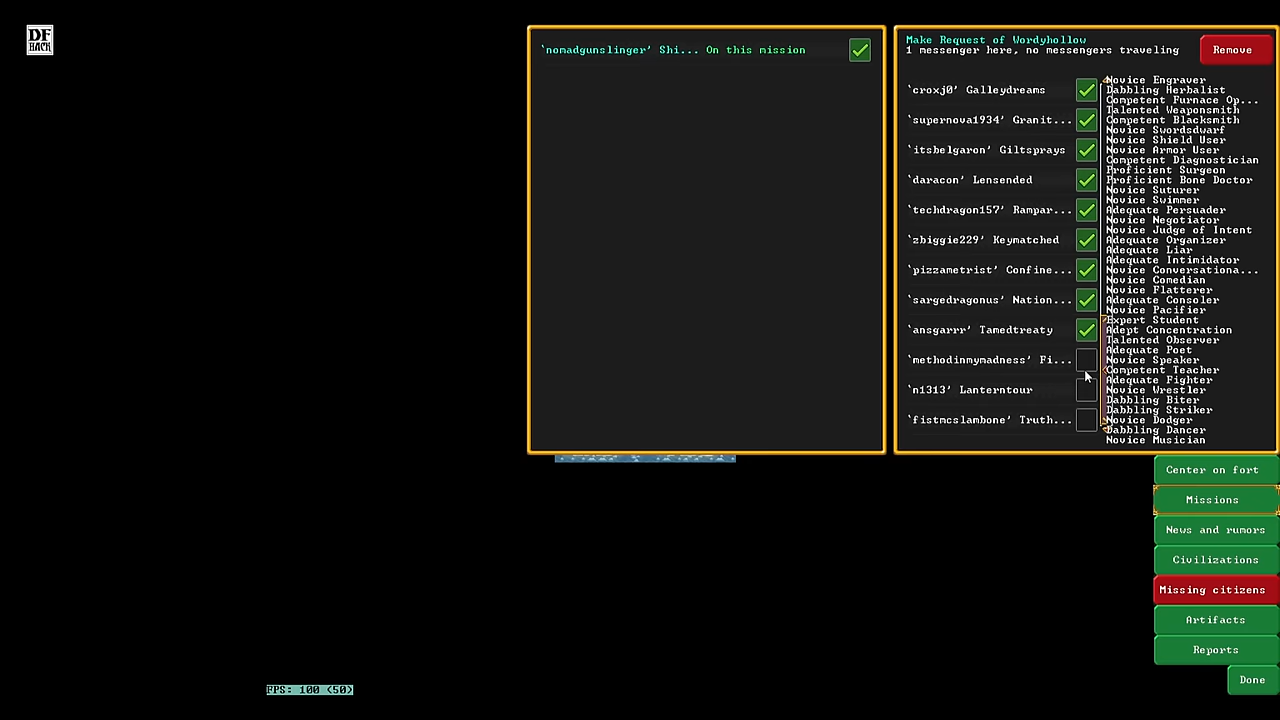 DF
HACK
`nomadgunslinger' Shi... On this mission
Make Request of Wordyhollow
1 messenger here, no messengers traveling
Remove
`croxj0' Galleydreams
`supernova1934' Granit...
`itsbelgaron' Giltsprays
`daracon' Lensended
`techdragon157' Rampar...
`zbiggie229' Keymatched
`pizzametrist' Confine...
`sargedragonus' Nation...
`ansgarrr' Tamedtreaty
`methodinmymadness' Fi...
`n1313' Lanterntour
`fistmcslambone' Truth...
Novice Engraver
Dabbling Herbalist
Competent Furnace Op...
Talented Weaponsmith
Competent Blacksmith
Novice Swordsdwarf
Novice Shield User
Novice Armor User
Competent Diagnostician
Proficient Surgeon
Proficient Bone Doctor
Novice Suturer
Novice Swimmer
Adequate Persuader
Novice Negotiator
Novice Judge of Intent
Adequate Organizer
Adequate Liar
Adequate Intimidator
Novice Conversationa...
Novice Comedian
Novice Flatterer
Adequate Consoler
Novice Pacifier
Expert Student
Adept Concentration
Talented Observer
Adequate Poet
Novice Speaker
Competent Teacher
Adequate Fighter
Novice Wrestler
Dabbling Biter
Dabbling Striker
Novice Dodger
Dabbling Dancer
Novice Musician
Center on fort
Missions
News and rumors
Civilizations
Missing citizens
Artifacts
Reports
Done
FPS: 100 (50)